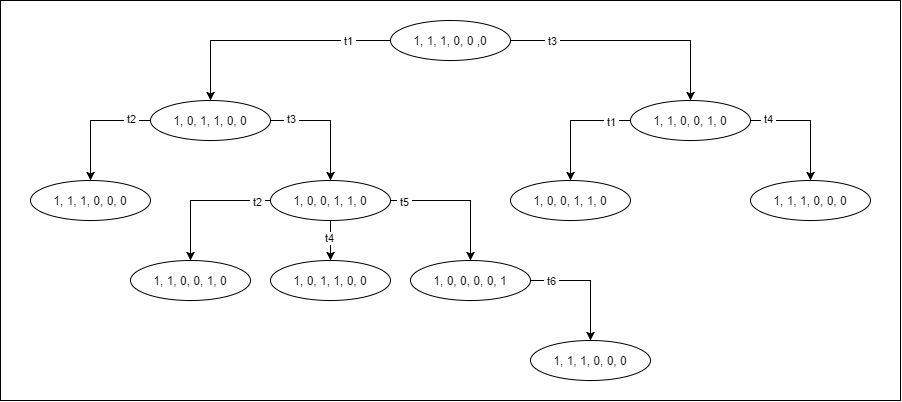 1, 1, 1, 0, 0 ,0
t1
t3
1, 0, 1, 1, 0, 0
1, 1, 0, 0, 1, 0
t2
t3
t1
t4
1, 1, 1, 0, 0, 0
1, 0, 0, 1, 1, 0
1, 0, 0, 1, 1, 0
1, 1, 1, 0, 0, 0
t2
t4
t5
1, 1, 0, 0, 1, 0
1, 0, 1, 1, 0, 0
1, 0, 0, 0, 0, 1
t6
1, 1, 1, 0, 0, 0